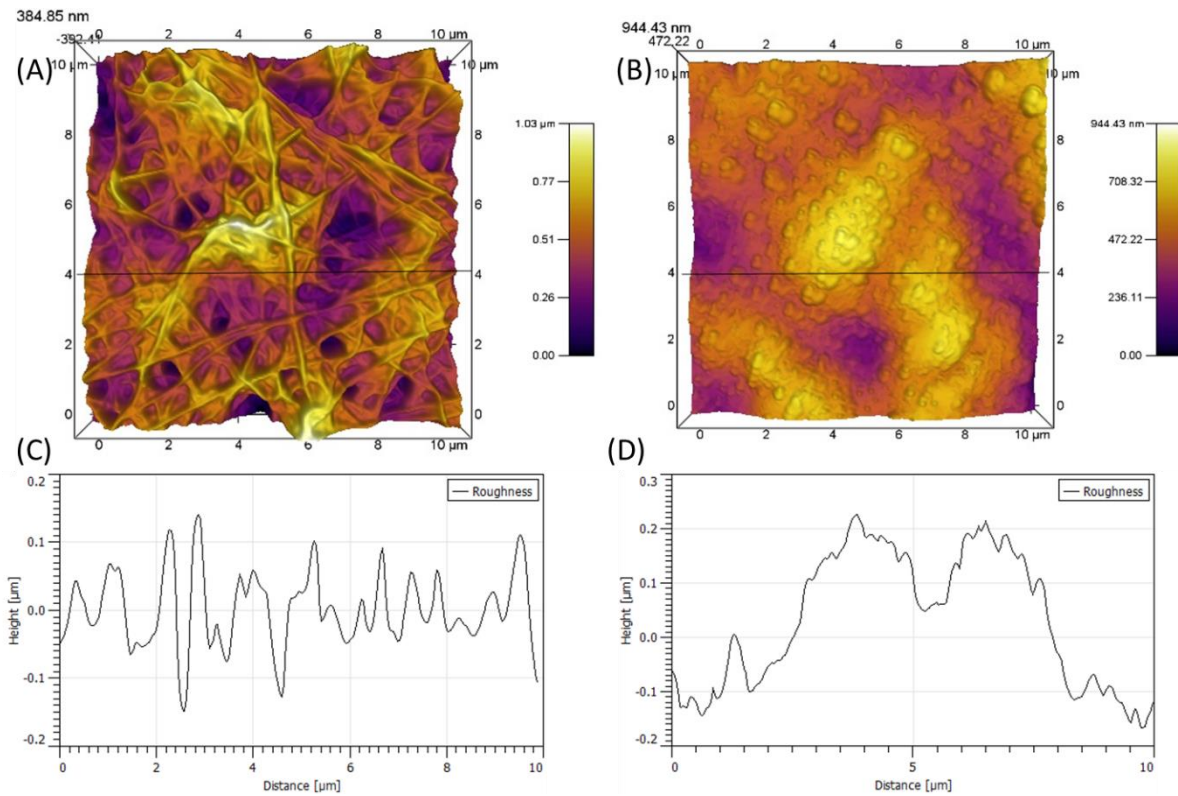 384.85 nm
-392.41
0 2 4 6 8 10 µm
(A)
10 µm
10 µm
8
8
6
6
4
4
2
2
0
0
0 2 4 6 8 10 µm
1.03 µm
0.77
0.51
0.26
0.00
944.43 nm
472.22
0 2 4 6 8 10 µm
(B)
10 µm
10 µm
8
8
6
6
4
4
2
2
0
0
0 2 4 6 8 10 µm
944.43 nm
708.32
472.22
236.11
0.00
(C)
0.2
0.1
0.0
-0.1
-0.2
Height [µm]
Roughness
0 2 4 6 8 10
Distance [µm]
(D)
0.3
0.2
0.1
0.0
-0.1
-0.2
Height [µm]
Roughness
0 5 10
Distance [µm]